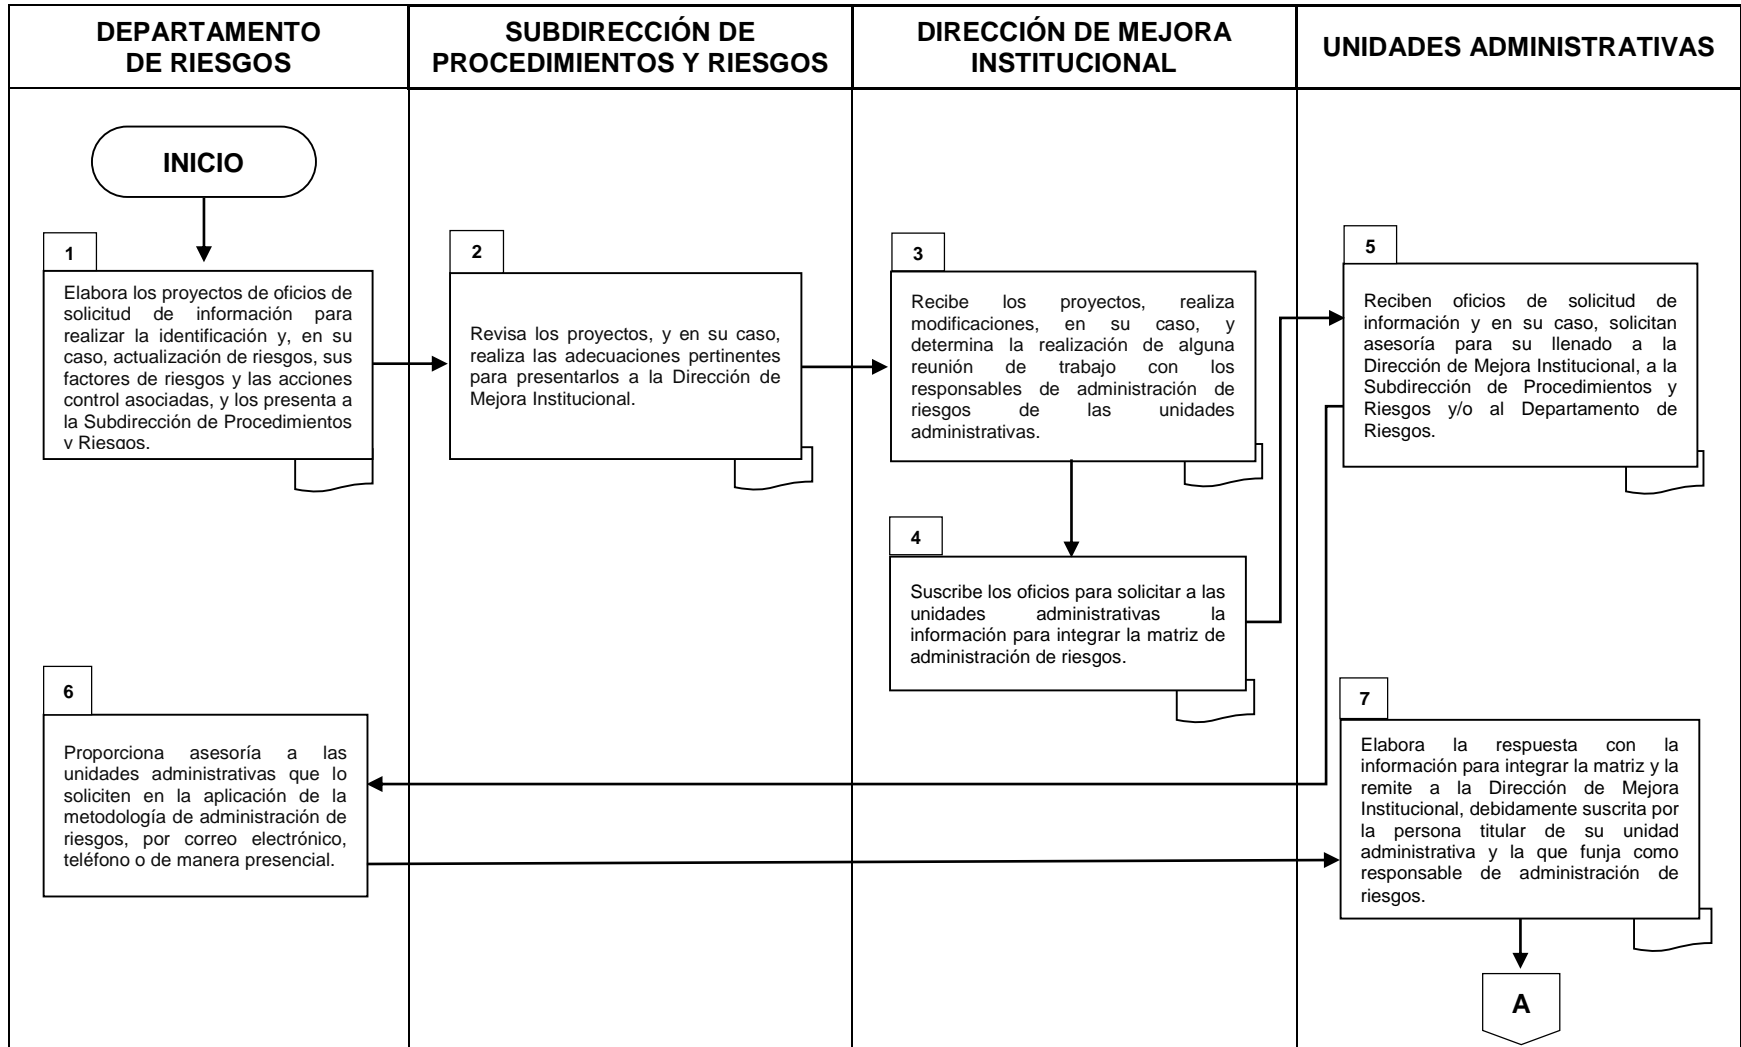 DEPARTAMENTO
DE RIESGOS
SUBDIRECCIÓN DE
PROCEDIMIENTOS Y RIESGOS
DIRECCIÓN DE MEJORA
INSTITUCIONAL
UNIDADES ADMINISTRATIVAS
INICIO
1
Elabora los proyectos de oficios de
solicitud de información para
realizar la identificación y, en su
caso, actualización de riesgos, sus
factores de riesgos y las acciones
control asociadas, y los presenta a
la Subdirección de Procedimientos
y Riesgos.
2
Revisa los proyectos, y en su caso,
realiza las adecuaciones pertinentes
para presentarlos a la Dirección de
Mejora Institucional.
3
Recibe los proyectos, realiza
modificaciones, en su caso, y
determina la realización de alguna
reunión de trabajo con los
responsables de administración de
riesgos de las unidades
administrativas.
4
Suscribe los oficios para solicitar a las
unidades administrativas la
información para integrar la matriz de
administración de riesgos.
5
Reciben oficios de solicitud de
información y en su caso, solicitan
asesoría para su llenado a la
Dirección de Mejora Institucional, a la
Subdirección de Procedimientos y
Riesgos y/o al Departamento de
Riesgos.
6
Proporciona asesoría a las
unidades administrativas que lo
soliciten en la aplicación de la
metodología de administración de
riesgos, por correo electrónico,
teléfono o de manera presencial.
7
Elabora la respuesta con la
información para integrar la matriz y la
remite a la Dirección de Mejora
Institucional, debidamente suscrita por
la persona titular de su unidad
administrativa y la que funja como
responsable de administración de
riesgos.
A